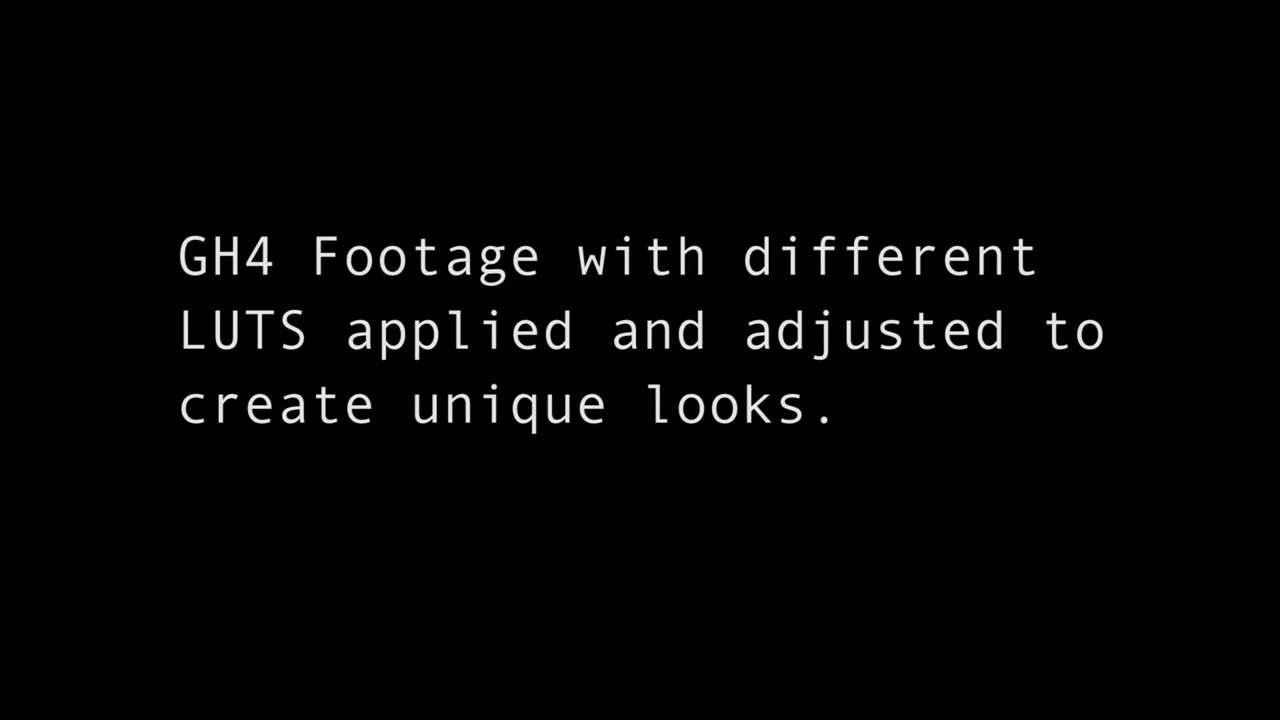 GH4 Footage with different
LUTS applied and adjusted to
create unique looks.